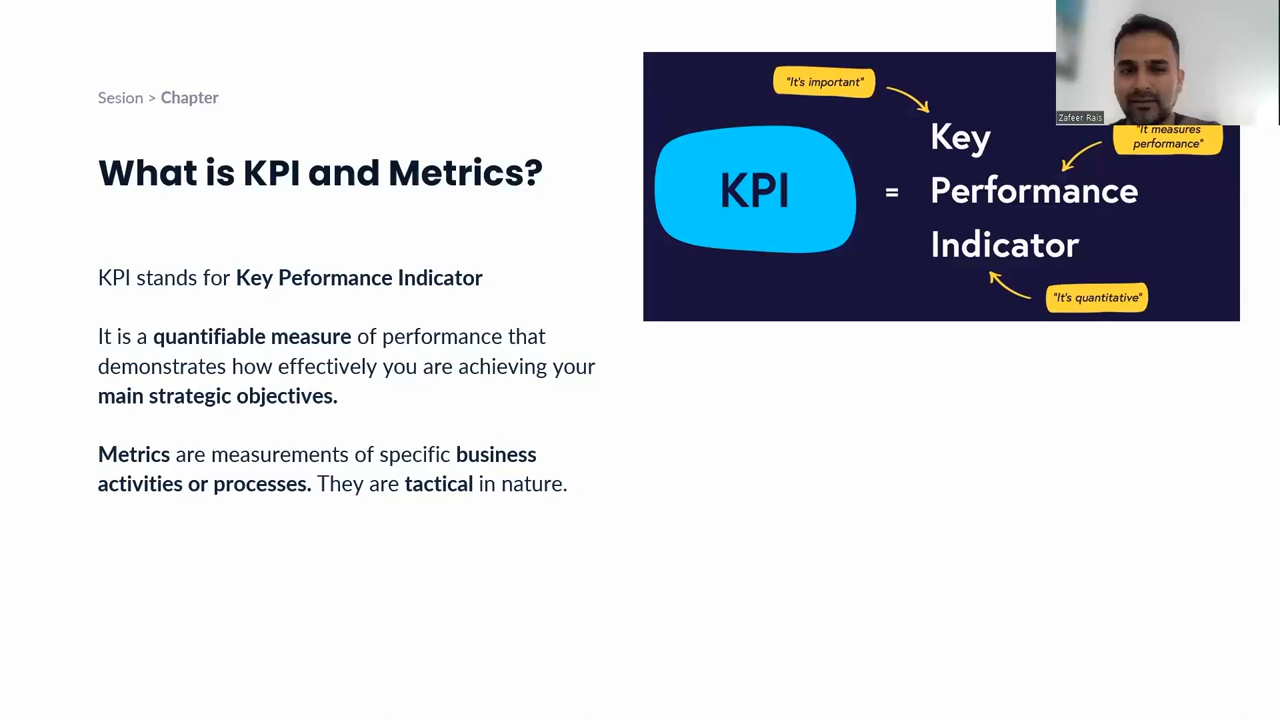 Sesion > Chapter
What is KPI and Metrics?
KPI stands for Key Peformance Indicator
It is a quantifiable measure of performance that
demonstrates how effectively you are achieving your
main strategic objectives.
Metrics are measurements of specific business
activities or processes. They are tactical in nature.
"It's important"
KPI
=
Key
Performance
Indicator
"It measures
performance"
"It's quantitative"
Zafeer Rais